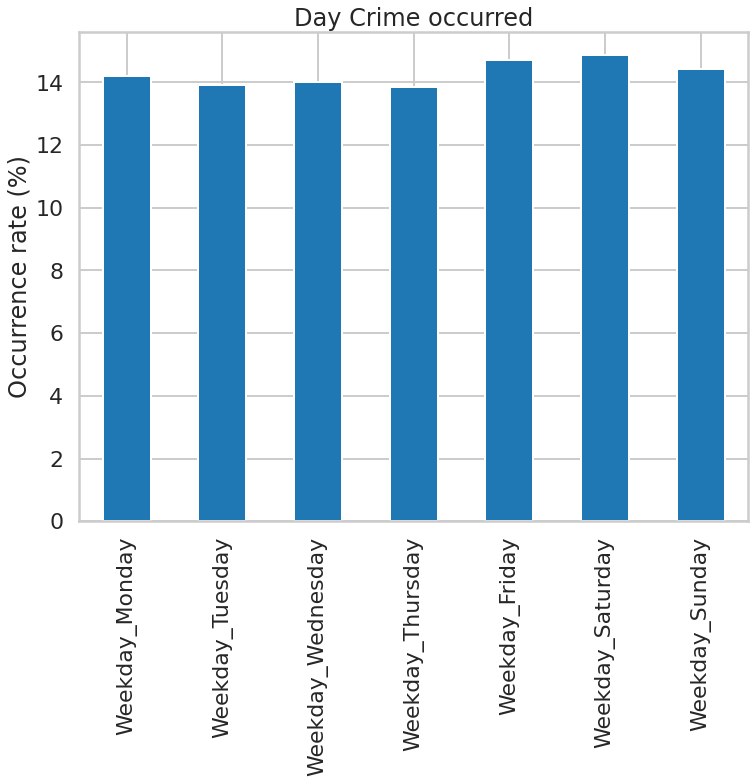 Day Crime occurred
Occurrence rate (%)
14
12
10
8
6
4
2
0
Weekday_Monday
Weekday_Tuesday
Weekday_Wednesday
Weekday_Thursday
Weekday_Friday
Weekday_Saturday
Weekday_Sunday